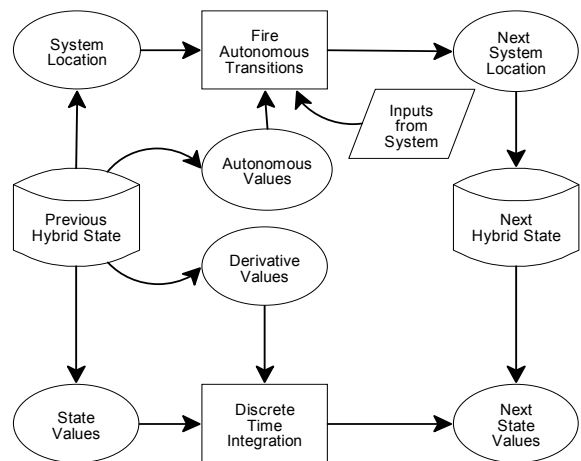 System
Location
Fire
Autonomous
Transitions
Next
System
Location
Inputs
from
System
Autonomous
Values
Previous
Hybrid State
Next
Hybrid State
Derivative
Values
State
Values
Discrete
Time
Integration
Next
State
Values